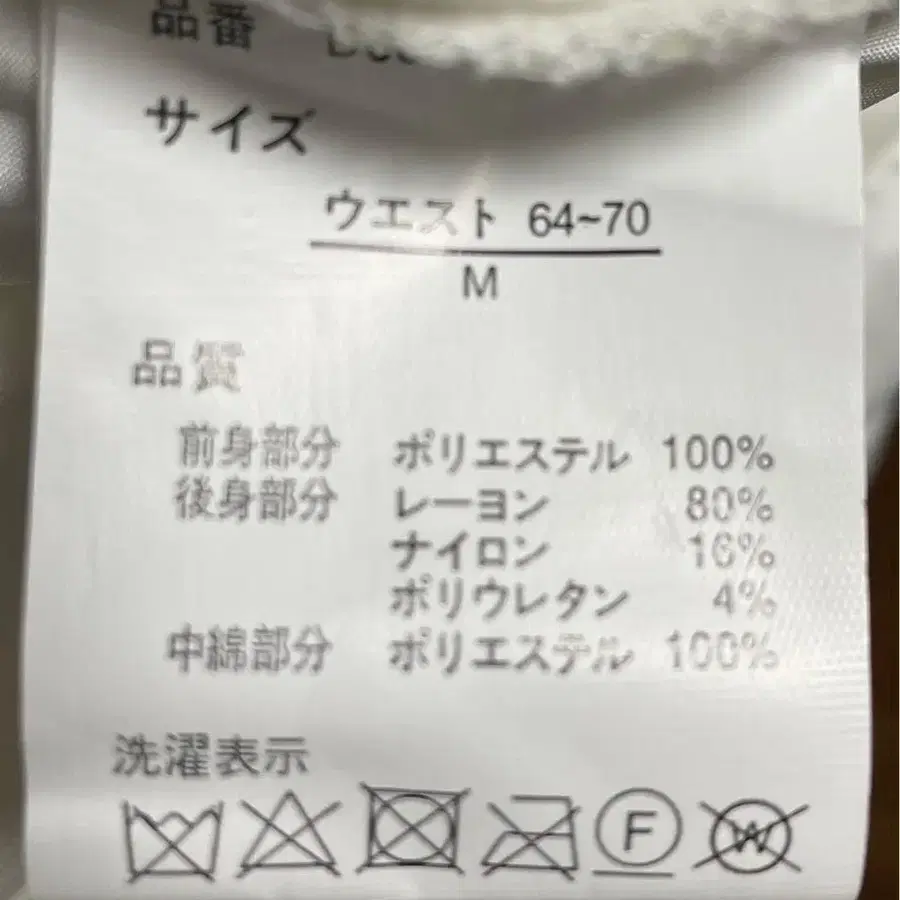 品番
サイズ
ウエスト 64~70
M
品質
前身部分 ポリエステル 100%
後身部分 レーヨン 80%
ナイロン 16%
ポリウレタン 4%
中綿部分 ポリエステル 100%
洗濯表示
F
W